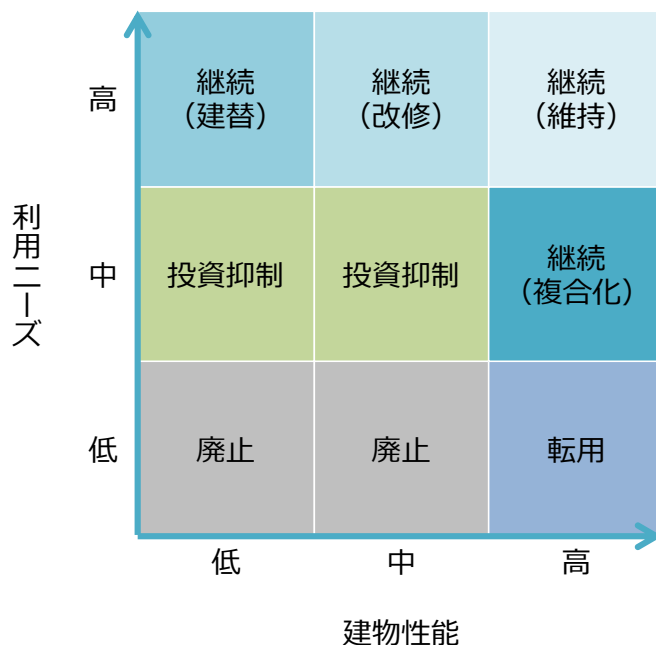 利用ニーズ
高
継続
（建替）
継続
（改修）
継続
（維持）
中
投資抑制
投資抑制
継続
（複合化）
低
廃止
廃止
転用
低
中
高
建物性能